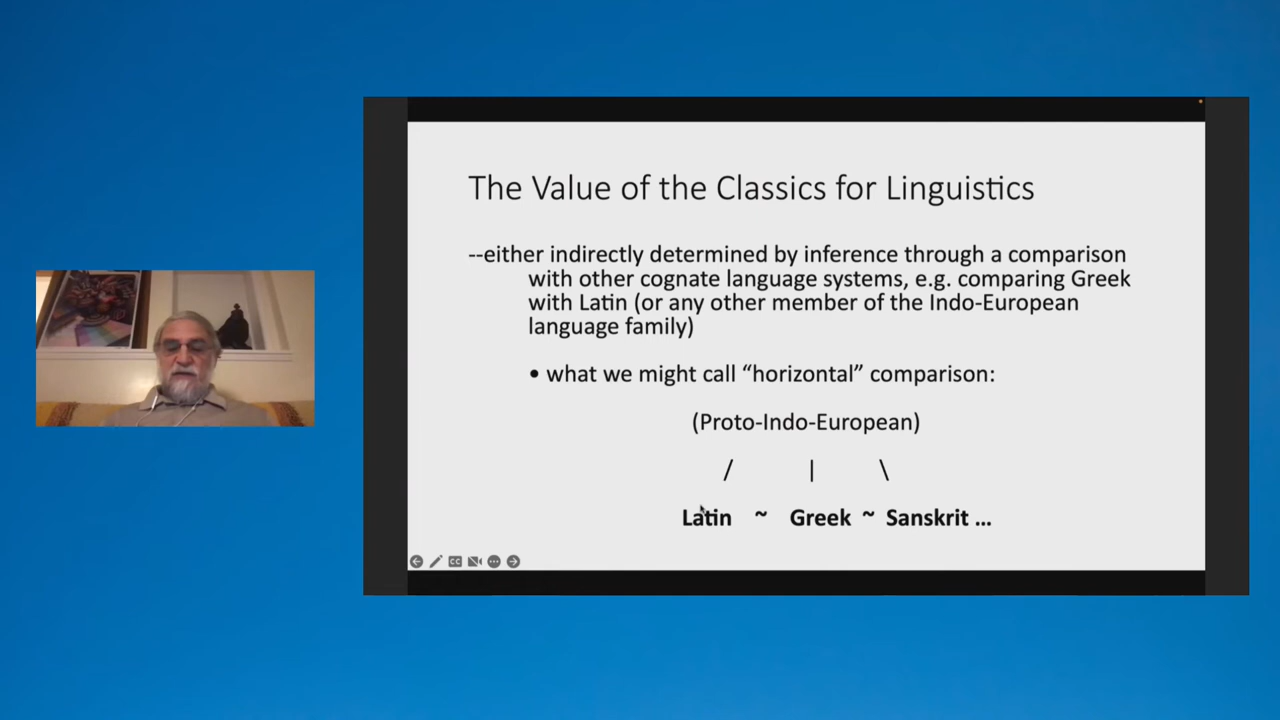 The Value of the Classics for Linguistics
--either indirectly determined by inference through a comparison
with other cognate language systems, e.g. comparing Greek
with Latin (or any other member of the Indo-European
language family)
• what we might call “horizontal” comparison:
(Proto-Indo-European)
/ | \
Latin ~ Greek ~ Sanskrit ...
CC